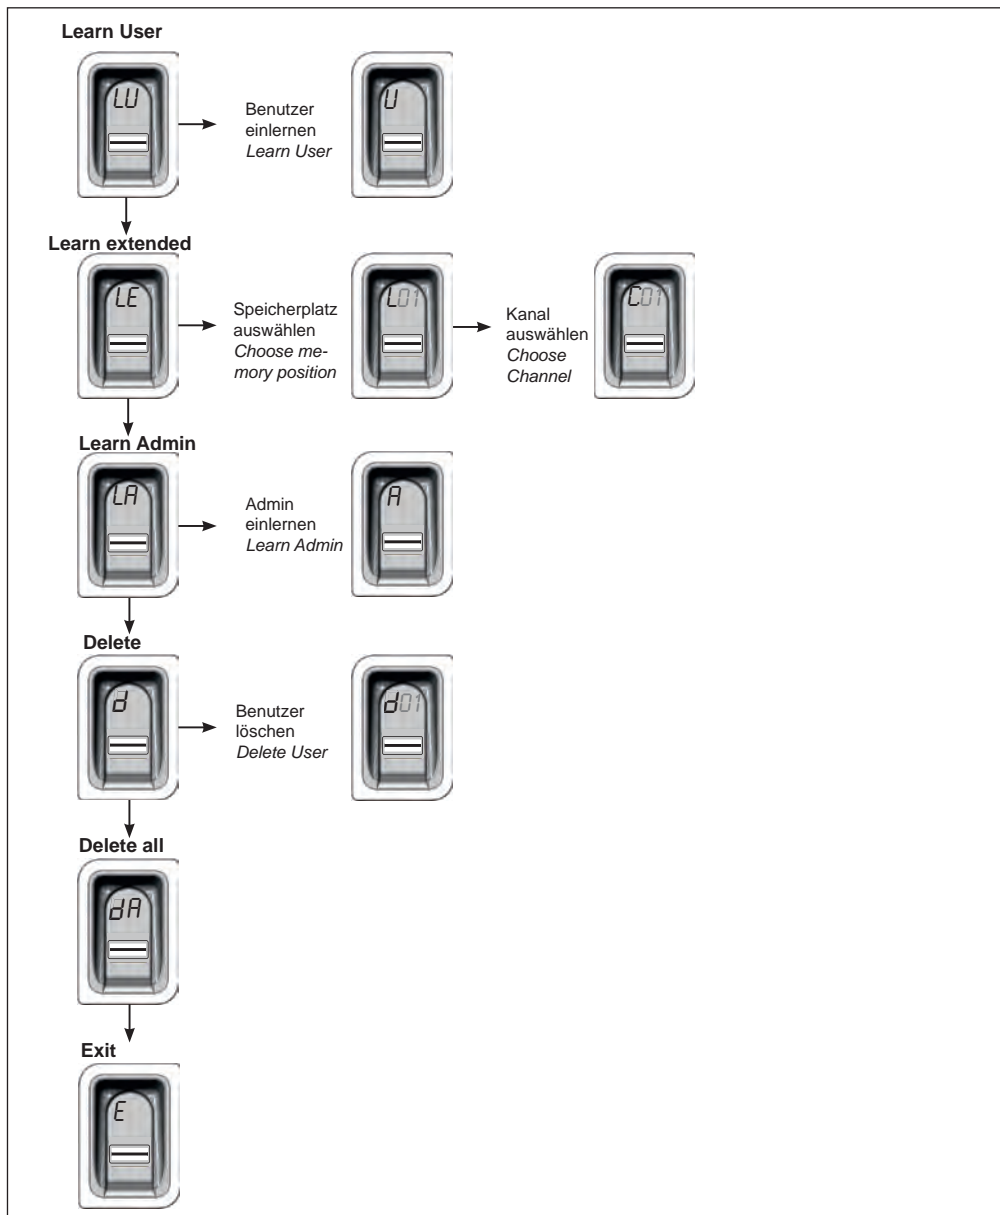 Learn User
LU
Benutzer
einlernen
Learn User
U
Learn extended
LE
Speicherplatz
auswählen
Choose me-
mory position
L01
Kanal
auswählen
Choose
Channel
C01
Learn Admin
LA
Admin
einlernen
Learn Admin
A
Delete
d
Benutzer
löschen
Delete User
d01
Delete all
dA
Exit
E